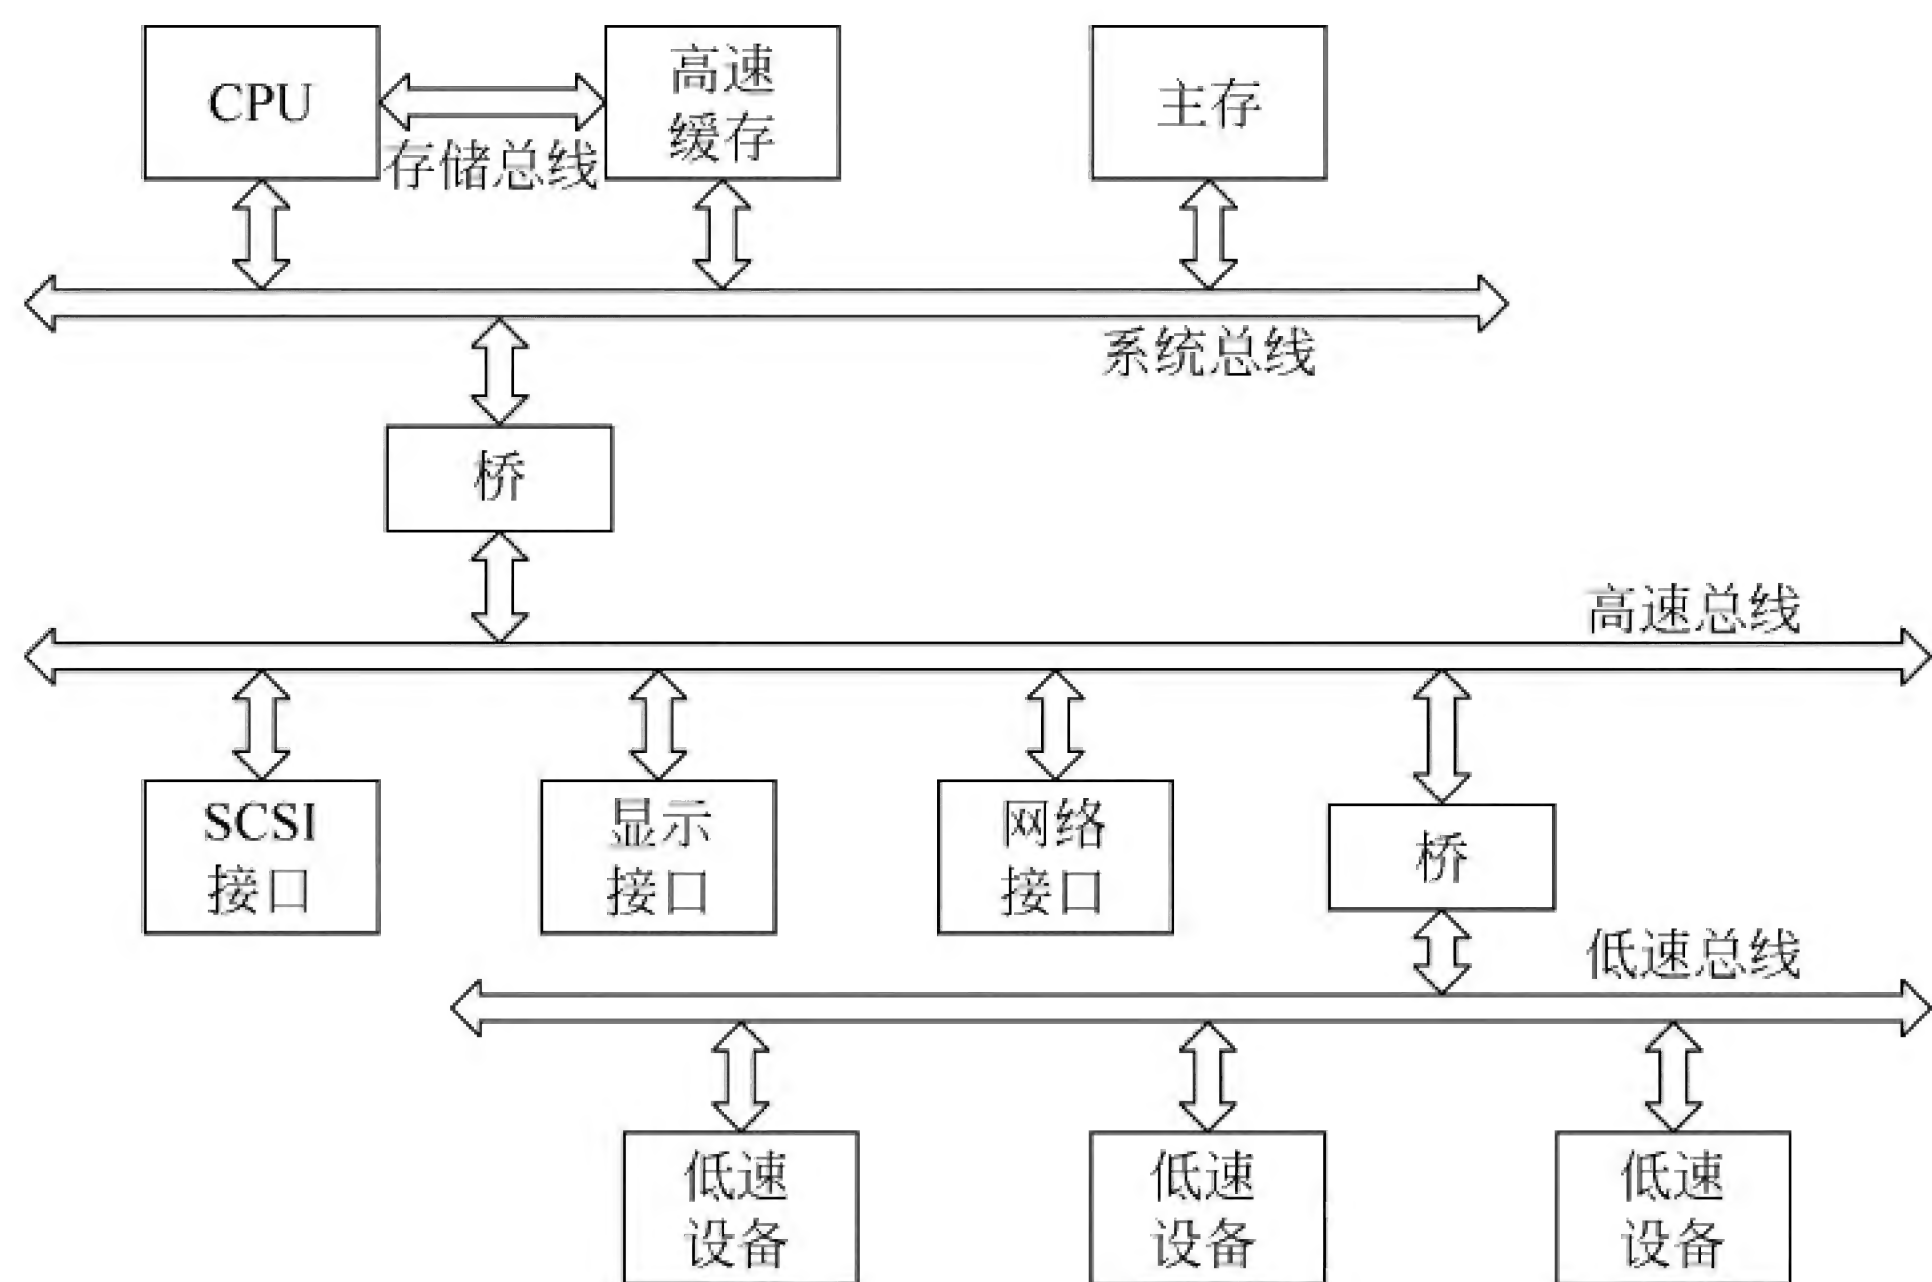 CPU
高速
缓存
主存
存储总线
系统总线
桥
高速总线
SCSI
接口
显示
接口
网络
接口
桥
低速总线
低速
设备
低速
设备
低速
设备